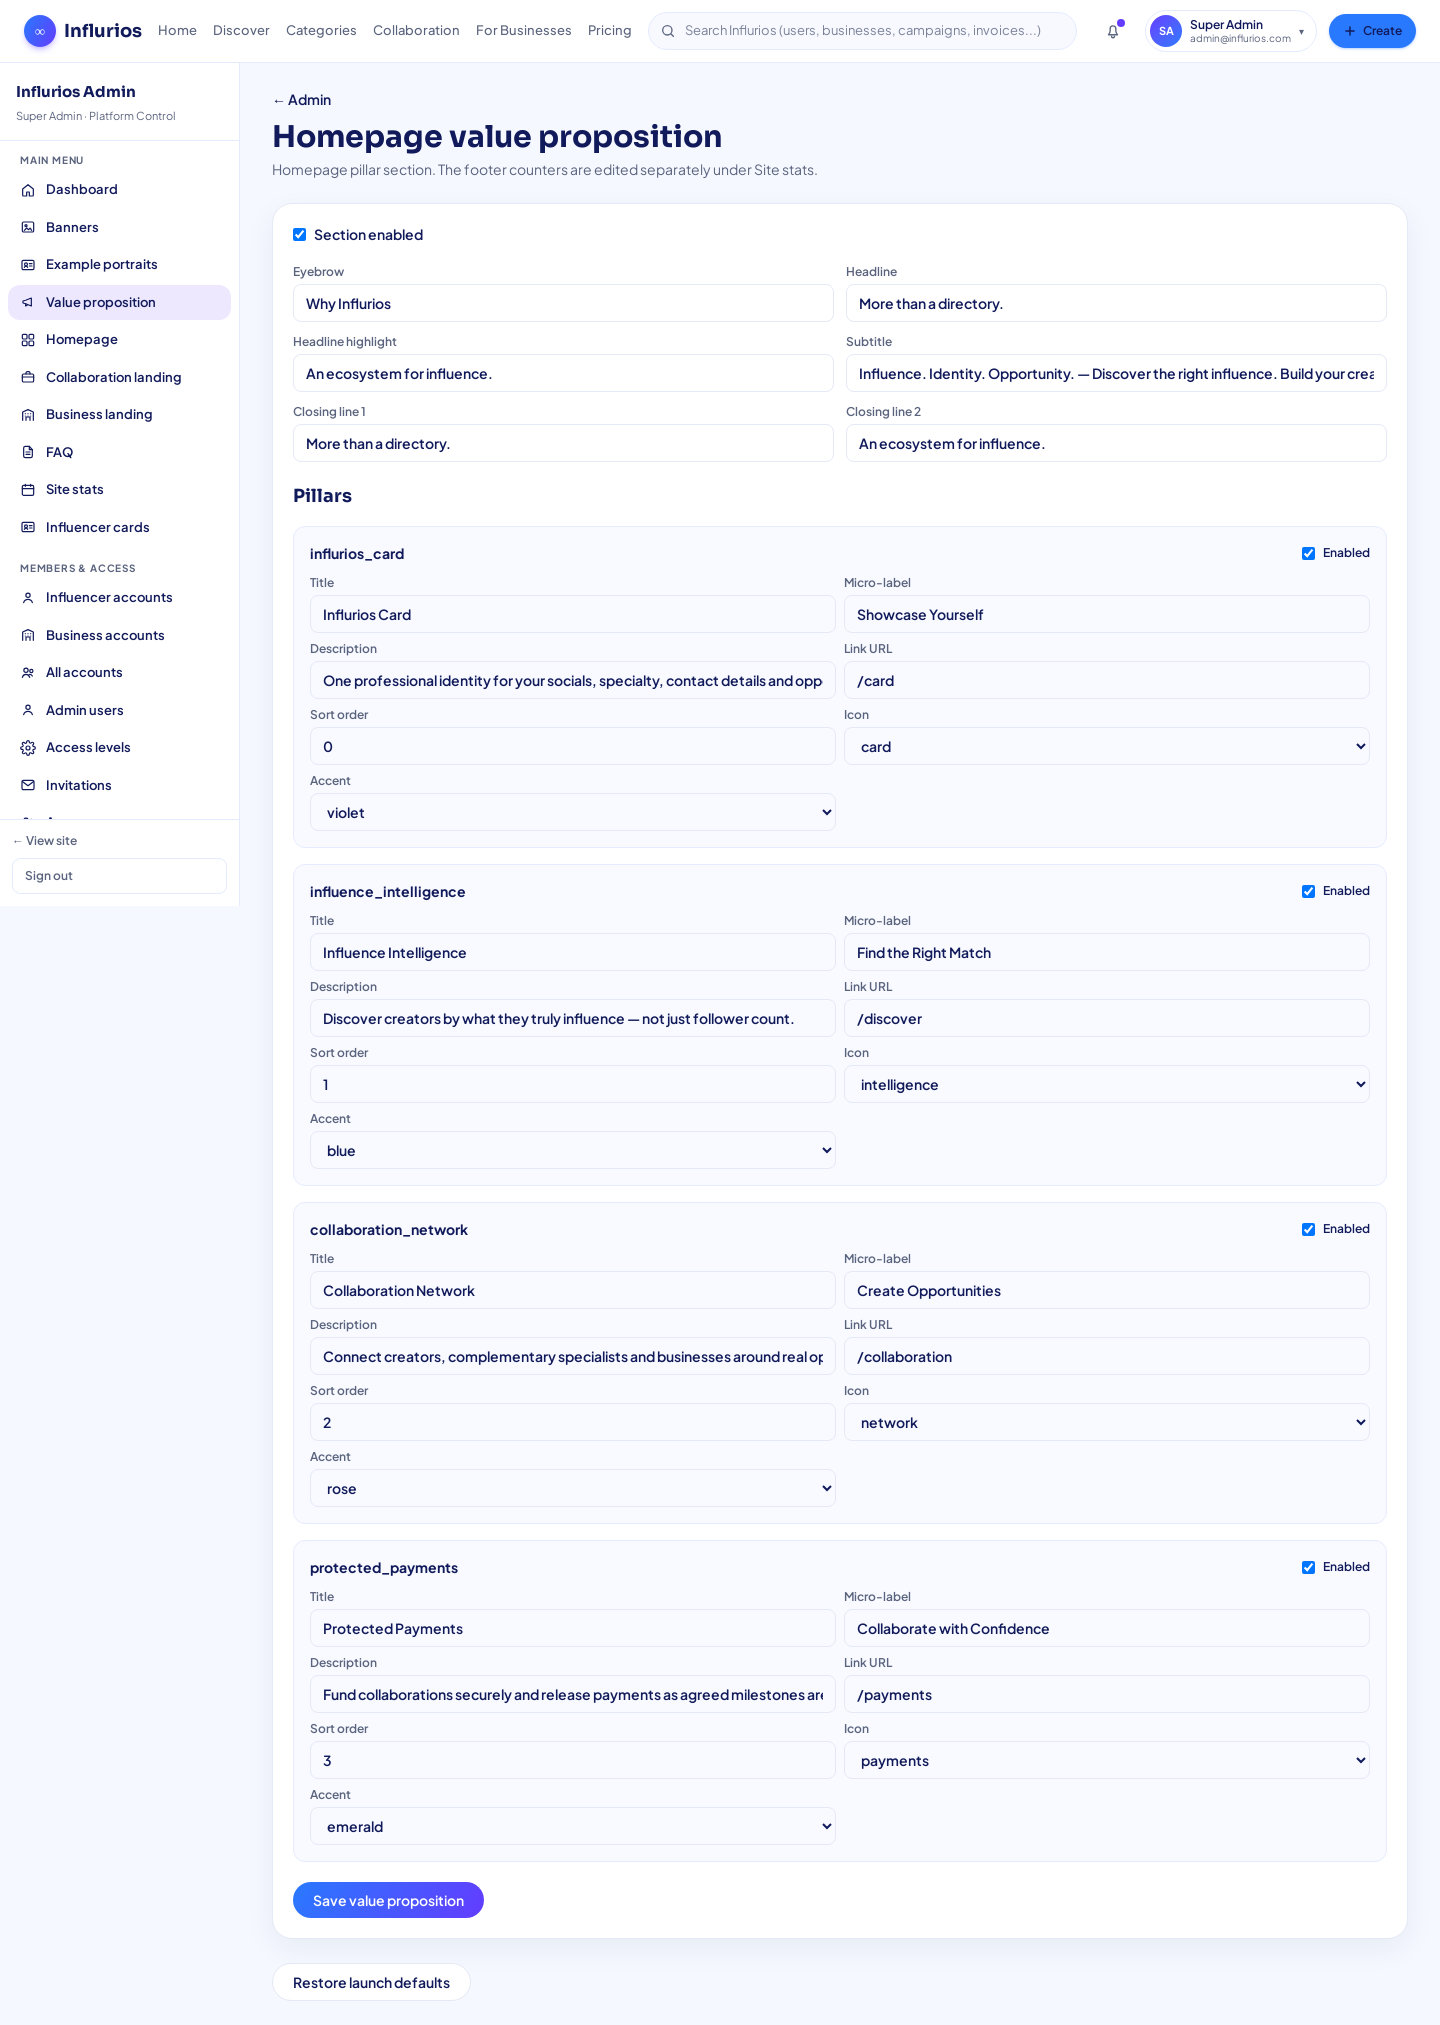 ∞ Influrios Home Discover Categories Collaboration For Businesses Pricing Search Influrios (users, businesses, campaigns, invoices...) SA Super Admin admin@influrios.com ▾ + Create
Influrios Admin
Super Admin · Platform Control
MAIN MENU
Dashboard
Banners
Example portraits
Value proposition
Homepage
Collaboration landing
Business landing
FAQ
Site stats
Influencer cards
MEMBERS & ACCESS
Influencer accounts
Business accounts
All accounts
Admin users
Access levels
Invitations
← View site
Sign out
← Admin
Homepage value proposition
Homepage pillar section. The footer counters are edited separately under Site stats.
Section enabled
Eyebrow Headline
Why Influrios More than a directory.
Headline highlight Subtitle
An ecosystem for influence. Influence. Identity. Opportunity. — Discover the right influence. Build your crea
Closing line 1 Closing line 2
More than a directory. An ecosystem for influence.
Pillars
influrios_card Enabled
Title Micro-label
Influrios Card Showcase Yourself
Description Link URL
One professional identity for your socials, specialty, contact details and opp /card
Sort order Icon
0 card
Accent
violet
influence_intelligence Enabled
Title Micro-label
Influence Intelligence Find the Right Match
Description Link URL
Discover creators by what they truly influence — not just follower count. /discover
Sort order Icon
1 intelligence
Accent
blue
collaboration_network Enabled
Title Micro-label
Collaboration Network Create Opportunities
Description Link URL
Connect creators, complementary specialists and businesses around real op /collaboration
Sort order Icon
2 network
Accent
rose
protected_payments Enabled
Title Micro-label
Protected Payments Collaborate with Confidence
Description Link URL
Fund collaborations securely and release payments as agreed milestones are /payments
Sort order Icon
3 payments
Accent
emerald
Save value proposition
Restore launch defaults